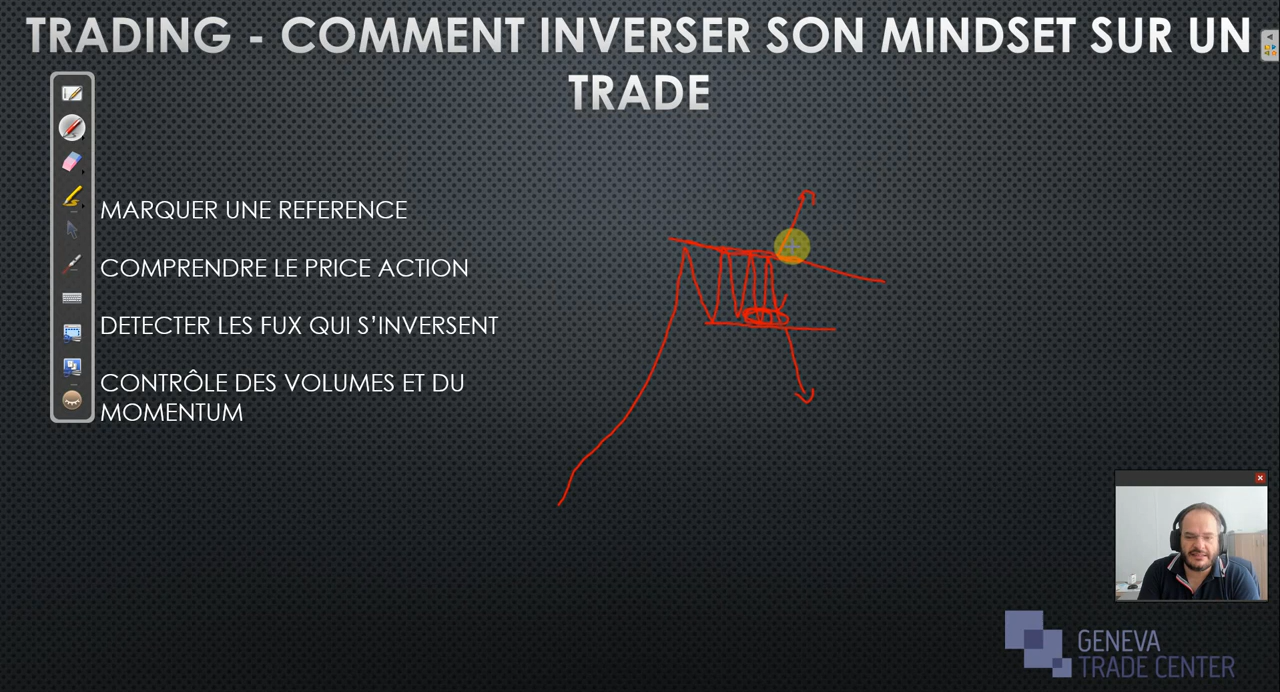 TRADING - COMMENT INVERSER SON MINDSET SUR UN
TRADE
MARQUER UNE REFERENCE
COMPRENDRE LE PRICE ACTION
DETECTER LES FUX QUI S'INVERSENT
CONTRÔLE DES VOLUMES ET DU
MOMENTUM
GENEVA
TRADE CENTER